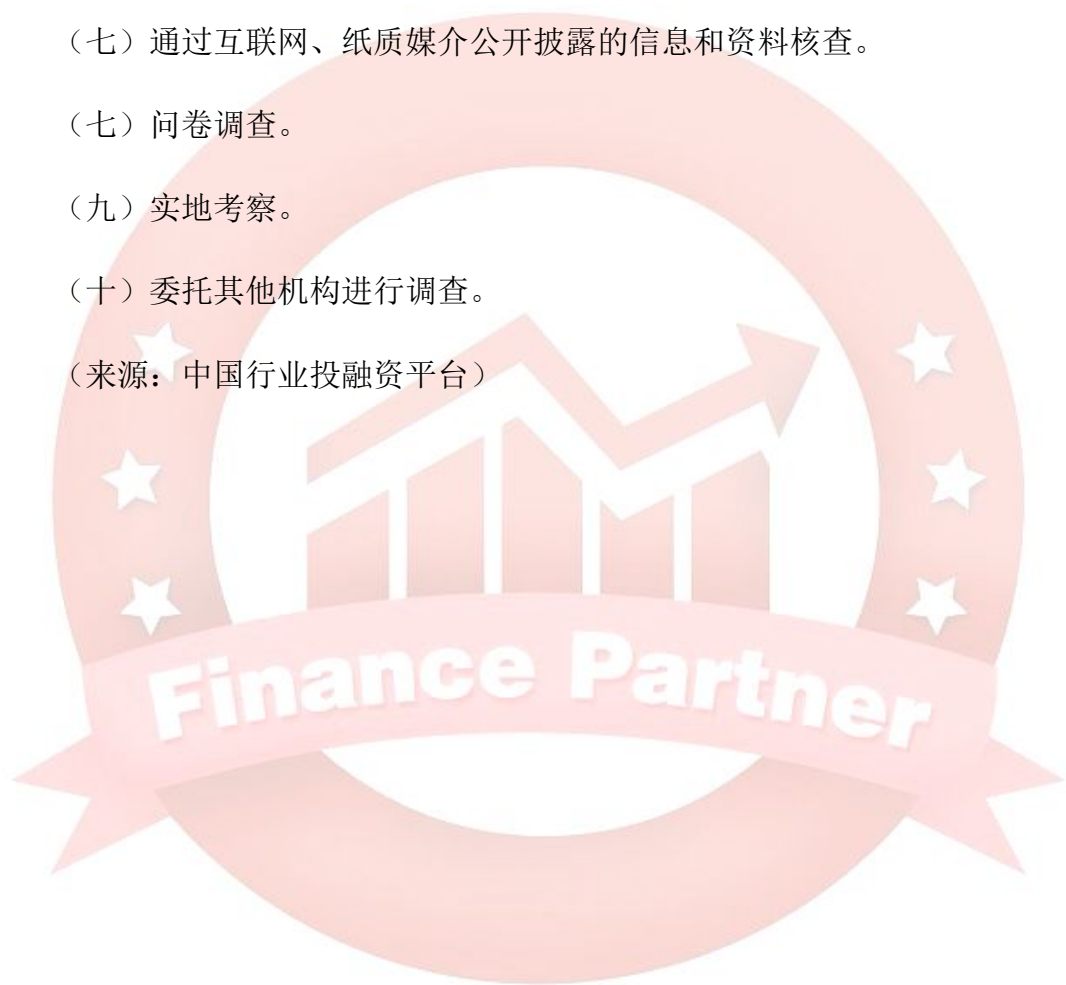 （七）通过互联网、纸质媒介公开披露的信息和资料核查。
（七）问卷调查。
（九）实地考察。
（十）委托其他机构进行调查。
（来源：中国行业投融资平台）
Finance Partner